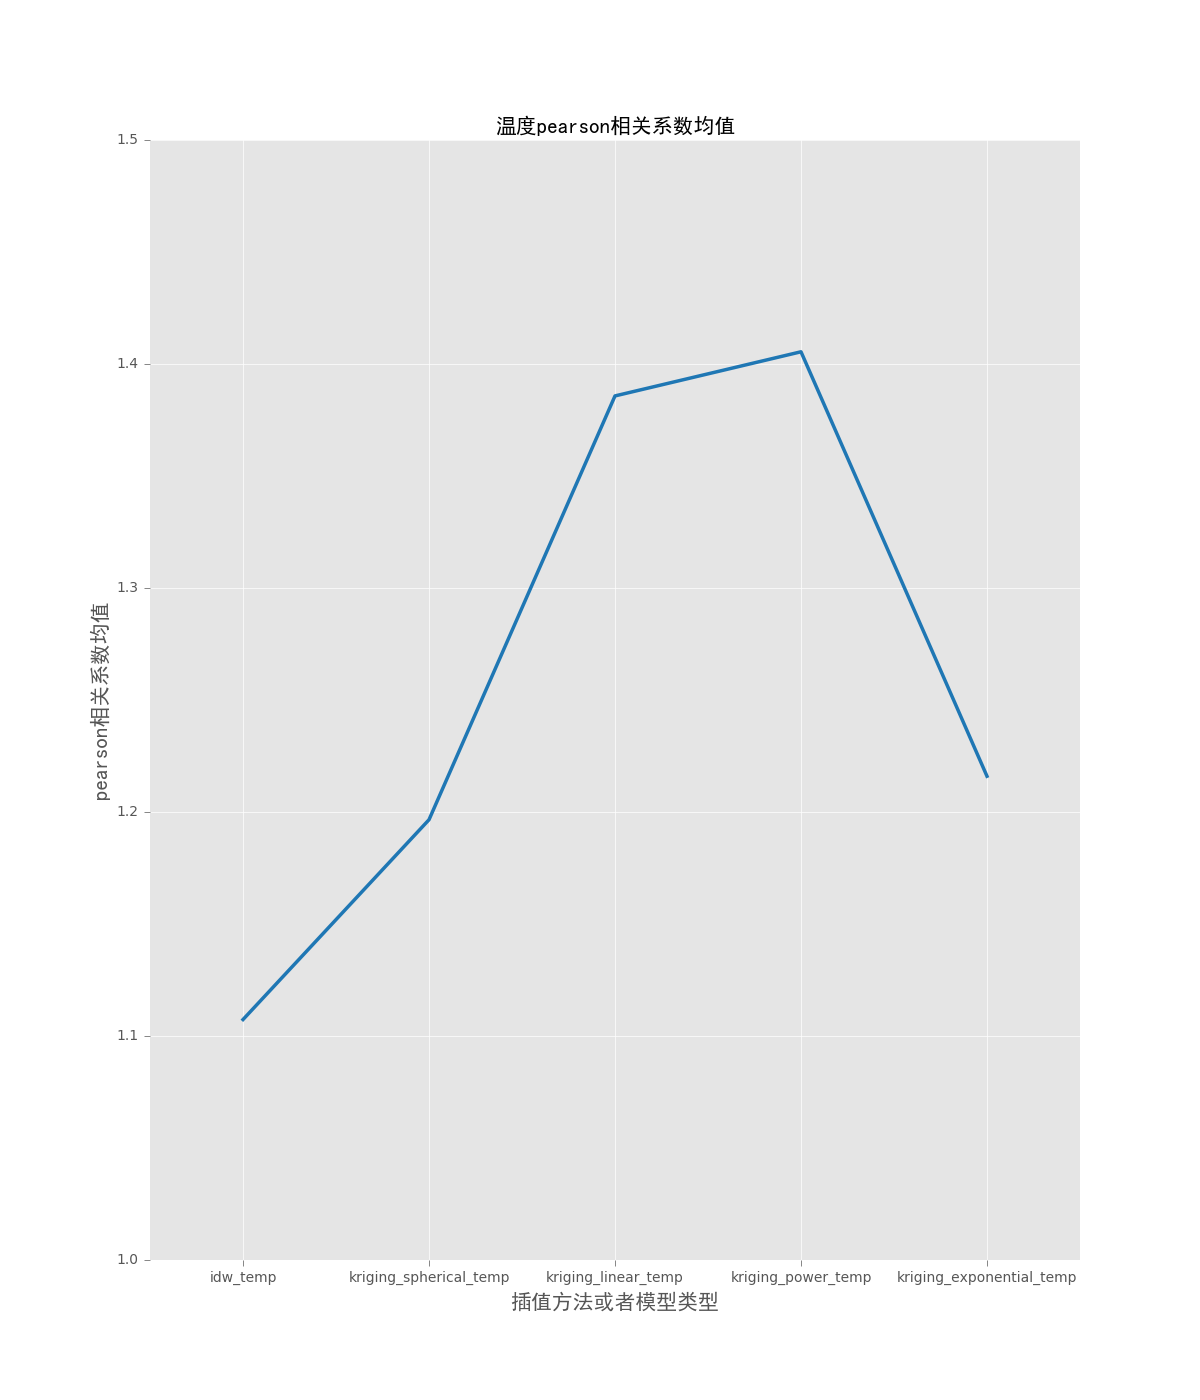 温度pearson相关系数均值
1.5
1.4
1.3
1.2
1.1
1.0
pearson相关系数均值
idw_temp
kriging_spherical_temp
kriging_linear_temp
kriging_power_temp
kriging_exponential_temp
插值方法或者模型类型